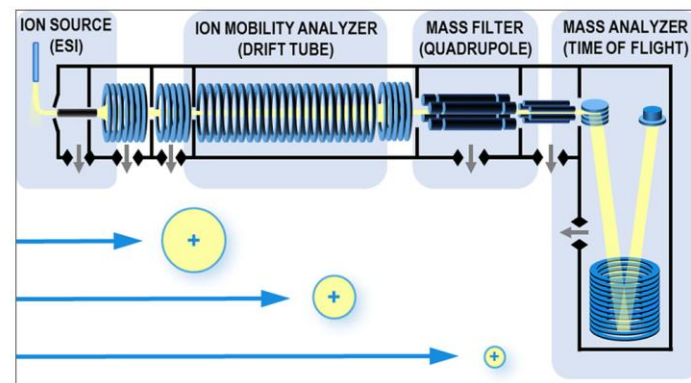 ION SOURCE
(ESI)
ION MOBILITY ANALYZER
(DRIFT TUBE)
MASS FILTER
(QUADRUPOLE)
MASS ANALYZER
(TIME OF FLIGHT)
+
+
+